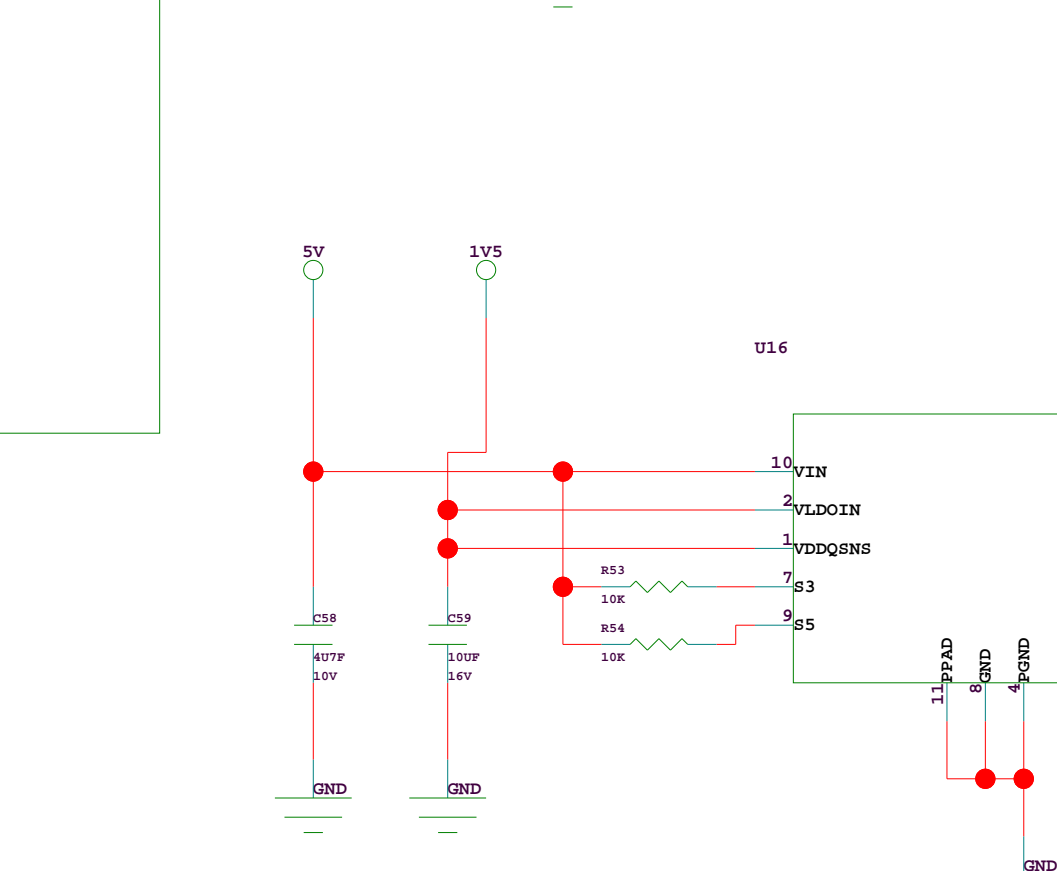 5V
1V5
U16
10
VIN
2
VLDOIN
1
VDDQSNS
R53
7
S3
10K
R54
9
S5
10K
C58
4U7F
10V
C59
10UF
16V
PPAD
11
GND
8
PGND
4
GND
GND
GND